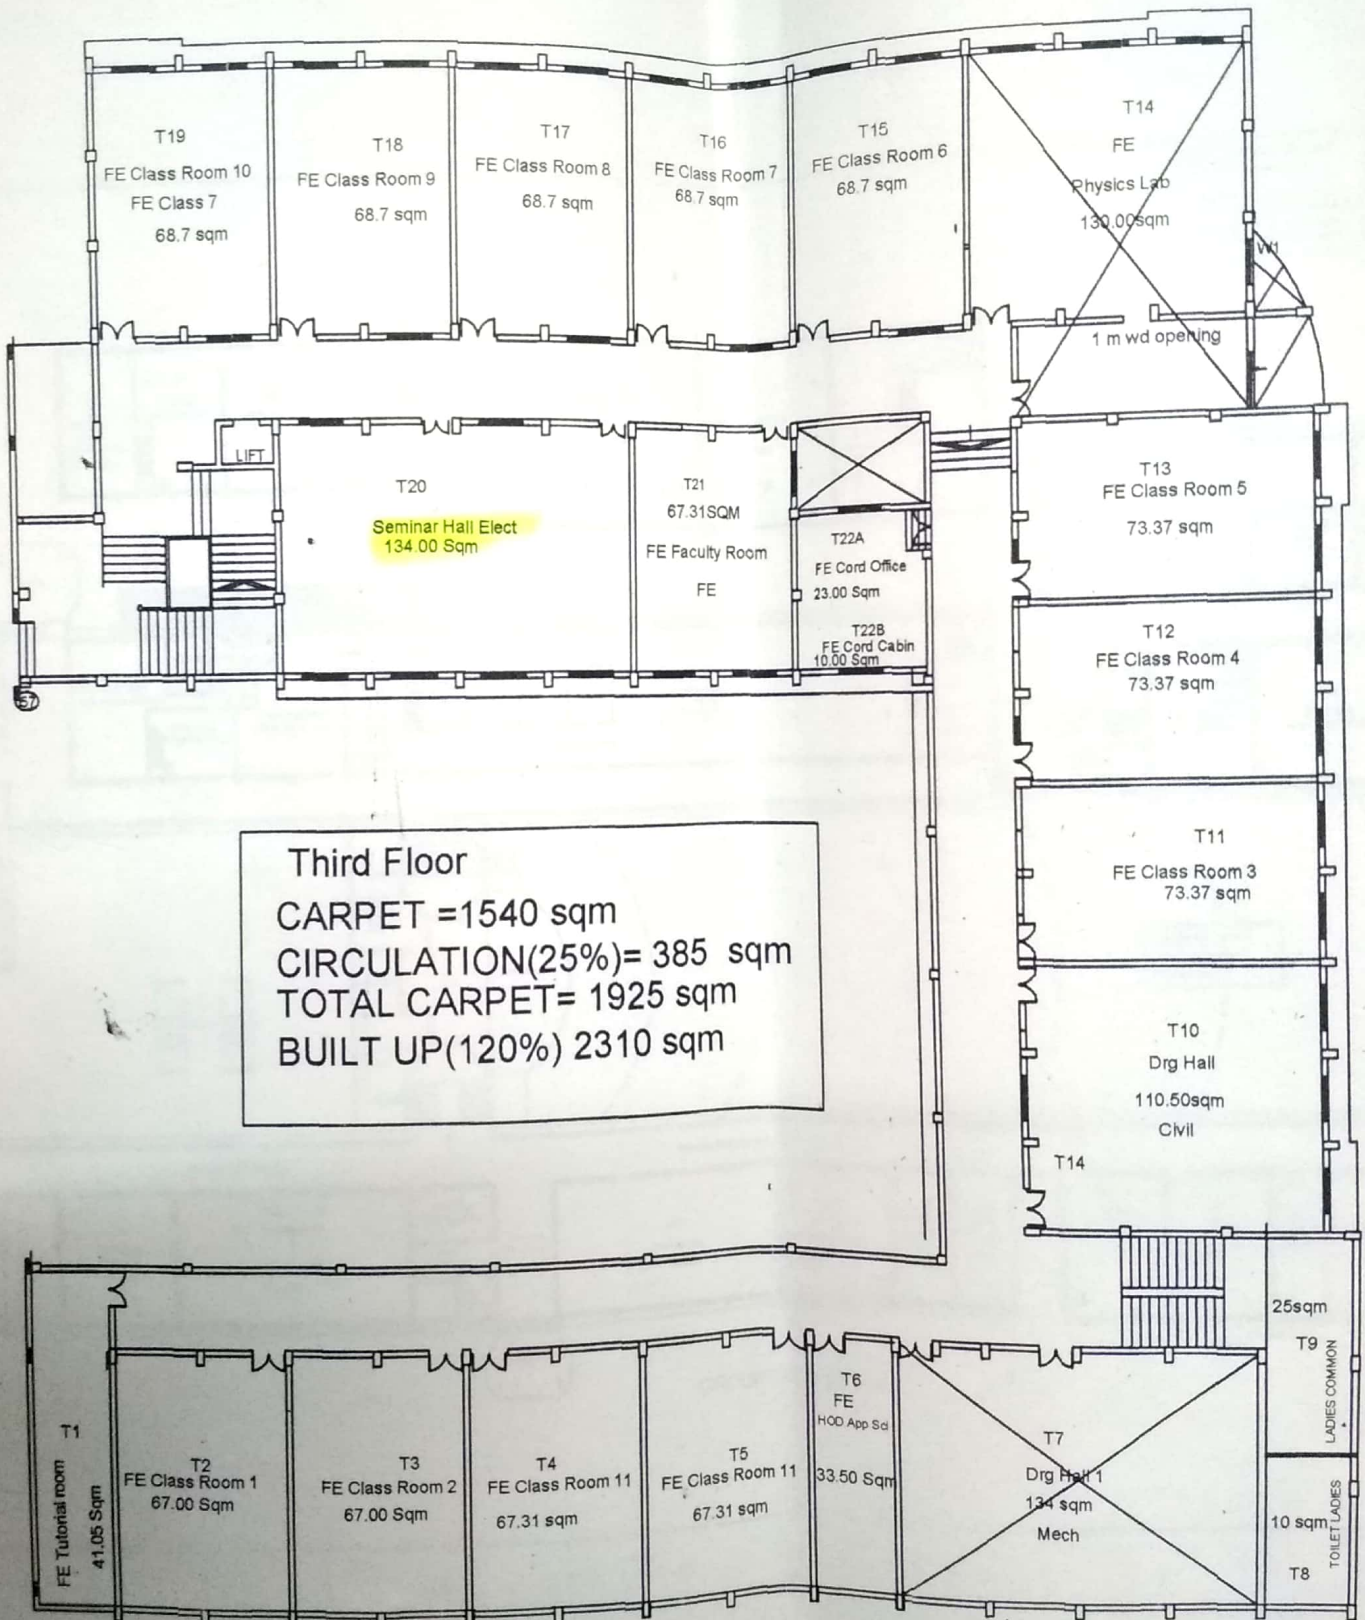 T19
FE Class Room 10
FE Class 7
68.7 sqm
T18
FE Class Room 9
68.7 sqm
T17
FE Class Room 8
68.7 sqm
T16
FE Class Room 7
68.7 sqm
T15
FE Class Room 6
68.7 sqm
T14
FE
Physics Lab
130.00sqm
W1
1 m wd opening
LIFT
T20
Seminar Hall Elect
134.00 Sqm
T21
67.31SQM
FE Faculty Room
FE
T22A
FE Cord Office
23.00 Sqm
T22B
FE Cord Cabin
10.00 Sqm
T13
FE Class Room 5
73.37 sqm
T12
FE Class Room 4
73.37 sqm
T11
FE Class Room 3
73.37 sqm
T10
Drg Hall
110.50sqm
Civil
T14
57
Third Floor
CARPET =1540 sqm
CIRCULATION(25%)= 385 sqm
TOTAL CARPET= 1925 sqm
BUILT UP(120%) 2310 sqm
T1
FE Tutorial room
41.05 Sqm
T2
FE Class Room 1
67.00 Sqm
T3
FE Class Room 2
67.00 Sqm
T4
FE Class Room 11
67.31 sqm
T5
FE Class Room 11
67.31 sqm
T6
FE
HOD App Sci
33.50 Sqm
T7
Drg Hall 1
134 sqm
Mech
25sqm
T9
LADIES COMMON
10 sqm
TOILET LADIES
T8